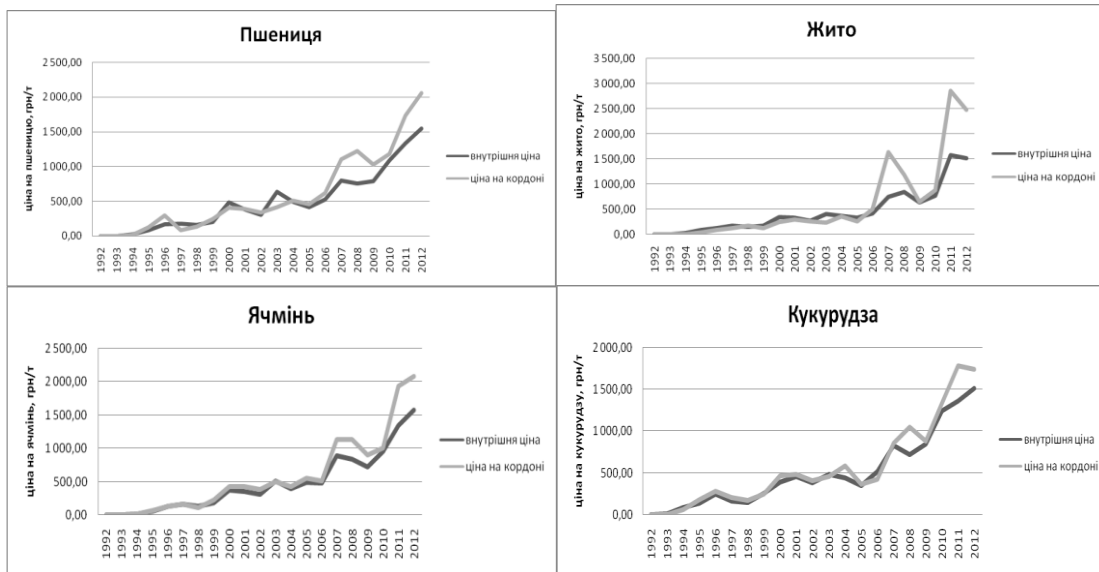 Пшениця
2 500,00
2 000,00
1 500,00
1 000,00
500,00
0,00
ціна на пшеницю, грн/т
1992 1993 1994 1995 1996 1997 1998 1999 2000 2001 2002 2003 2004 2005 2006 2007 2008 2009 2010 2011 2012
внутрішня ціна
ціна на кордоні
Жито
3 500,00
3 000,00
2 500,00
2 000,00
1 500,00
1 000,00
500,00
0,00
ціна на жито, грн/т
1992 1993 1994 1995 1996 1997 1998 1999 2000 2001 2002 2003 2004 2005 2006 2007 2008 2009 2010 2011 2012
внутрішня ціна
ціна на кордоні
Ячмінь
2 500,00
2 000,00
1 500,00
1 000,00
500,00
0,00
ціна на ячмінь, грн/т
1992 1993 1994 1995 1996 1997 1998 1999 2000 2001 2002 2003 2004 2005 2006 2007 2008 2009 2010 2011 2012
внутрішня ціна
ціна на кордоні
Кукурудза
2 000,00
1 500,00
1 000,00
500,00
0,00
ціна на кукурудзу, грн/т
1992 1993 1994 1995 1996 1997 1998 1999 2000 2001 2002 2003 2004 2005 2006 2007 2008 2009 2010 2011 2012
внутрішня ціна
ціна на кордоні